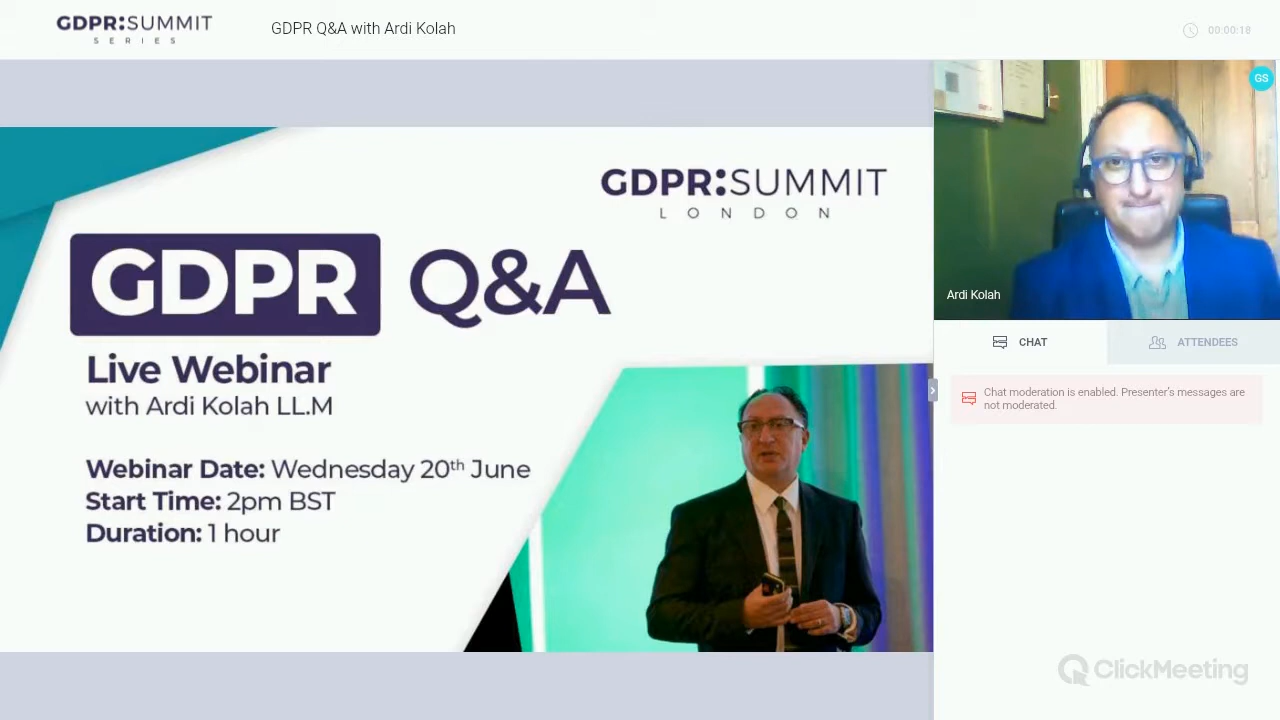 GDPR:SUMMIT
SERIES
GDPR Q&A with Ardi Kolah
00:00:18
GDPR:SUMMIT
LONDON
GDPR Q&A
Live Webinar
with Ardi Kolah LL.M
Webinar Date: Wednesday 20th June
Start Time: 2pm BST
Duration: 1 hour
GS
Ardi Kolah
CHAT
ATTENDEES
Chat moderation is enabled. Presenter's messages are
not moderated.
ClickMeeting